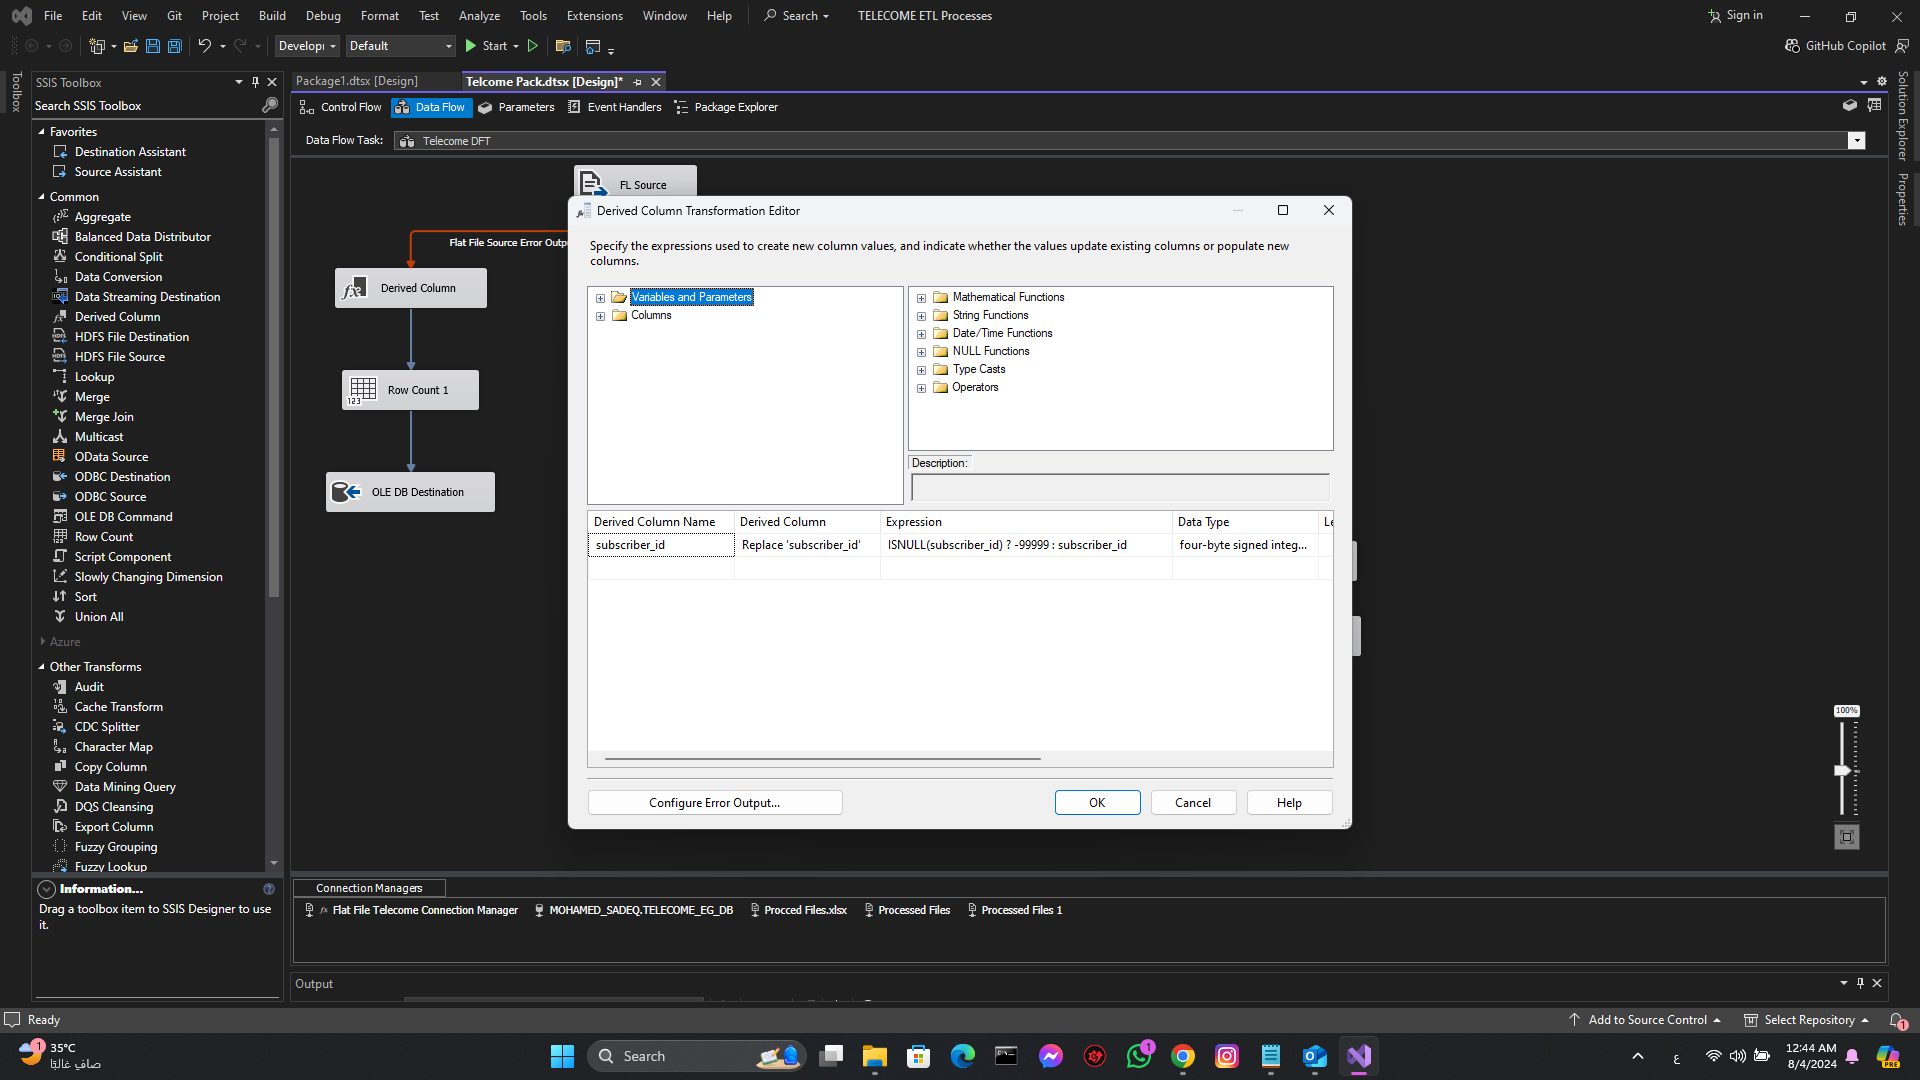 File Edit View Git Project Build Debug Format Test Analyze Tools Extensions Window Help Search TELECOME ETL Processes Sign in
Developı Default Start GitHub Copilot
Toolbox
SSIS Toolbox
Search SSIS Toolbox
Favorites
Destination Assistant
Source Assistant
Common
Aggregate
Balanced Data Distributor
Conditional Split
Data Conversion
Data Streaming Destination
Derived Column
HDFS File Destination
HDFS File Source
Lookup
Merge
Merge Join
Multicast
OData Source
ODBC Destination
ODBC Source
OLE DB Command
Row Count
Script Component
Slowly Changing Dimension
Sort
Union All
Azure
Other Transforms
Audit
Cache Transform
CDC Splitter
Character Map
Copy Column
Data Mining Query
DQS Cleansing
Export Column
Fuzzy Grouping
Fuzzy Lookup
Information...
Drag a toolbox item to SSIS Designer to use
it.
Package1.dtsx [Design] Telcome Pack.dtsx [Design]*
Control Flow Data Flow Parameters Event Handlers Package Explorer
Data Flow Task: Telecome DFT
FL Source
Flat File Source Error Outpu
Derived Column
Row Count 1
123
OLE DB Destination
Derived Column Transformation Editor
Specify the expressions used to create new column values, and indicate whether the values update existing columns or populate new
columns.
Variables and Parameters
Columns
Mathematical Functions
String Functions
Date/Time Functions
NULL Functions
Type Casts
Operators
Description:
Derived Column Name Derived Column Expression Data Type Le
subscriber_id Replace 'subscriber_id' ISNULL(subscriber_id) ? -99999 : subscriber_id four-byte signed integ...
Configure Error Output... OK Cancel Help
100%
Solution Explorer
Properties
Connection Managers
Flat File Telecome Connection Manager MOHAMED_SADEQ.TELECOME_EG_DB Procced Files.xlsx Processed Files Processed Files 1
Output
Ready Add to Source Control Select Repository 1
1 35°C
صافٍ غالبًا
Search 1 ع 12:44 AM
8/4/2024 PRE